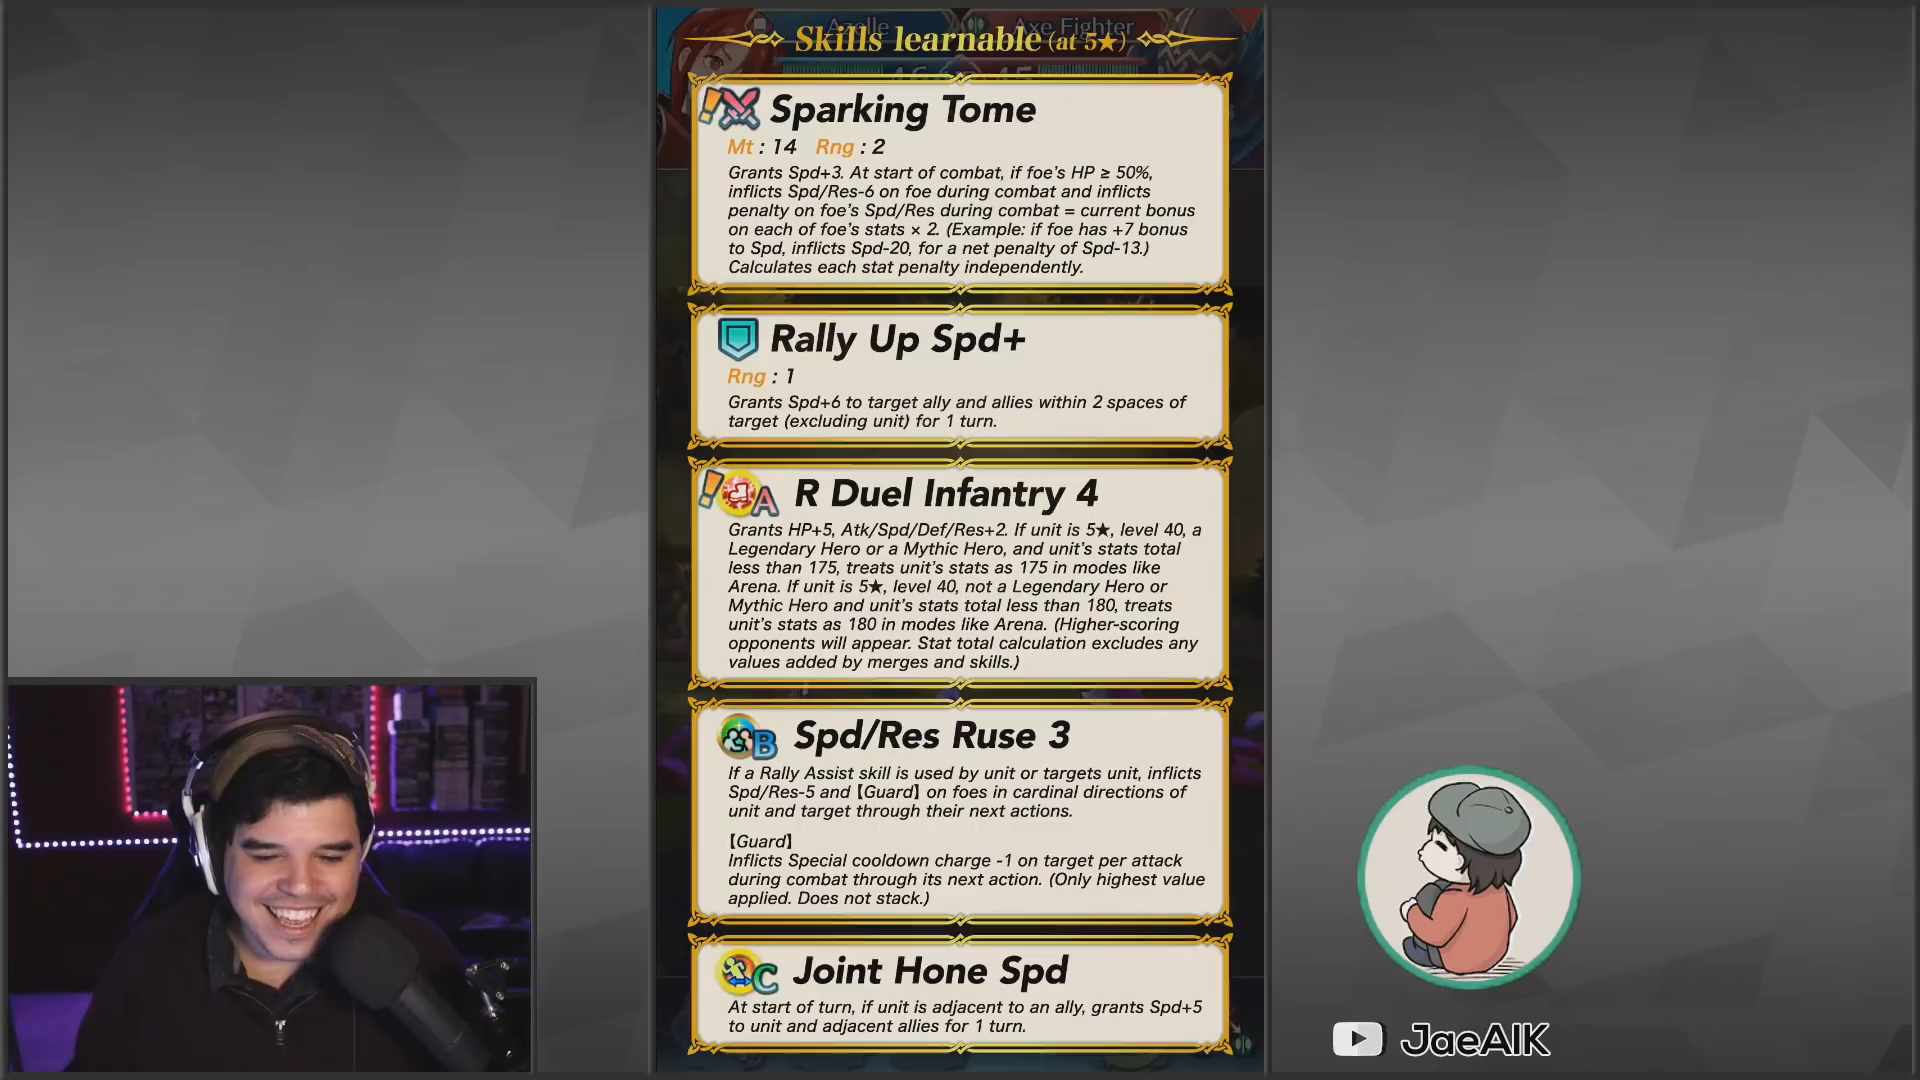 Azelle
Axe Fighter
Skills learnable (at 5★)
Sparking Tome
Mt : 14 Rng : 2
Grants Spd+3. At start of combat, if foe's HP ≥ 50%,
inflicts Spd/Res-6 on foe during combat and inflicts
penalty on foe's Spd/Res during combat = current bonus
on each of foe's stats × 2. (Example: if foe has +7 bonus
to Spd, inflicts Spd-20, for a net penalty of Spd-13.)
Calculates each stat penalty independently.
Rally Up Spd+
Rng : 1
Grants Spd+6 to target ally and allies within 2 spaces of
target (excluding unit) for 1 turn.
A R Duel Infantry 4
Grants HP+5, Atk/Spd/Def/Res+2. If unit is 5★, level 40, a
Legendary Hero or a Mythic Hero, and unit's stats total
less than 175, treats unit's stats as 175 in modes like
Arena. If unit is 5★, level 40, not a Legendary Hero or
Mythic Hero and unit's stats total less than 180, treats
unit's stats as 180 in modes like Arena. (Higher-scoring
opponents will appear. Stat total calculation excludes any
values added by merges and skills.)
B Spd/Res Ruse 3
If a Rally Assist skill is used by unit or targets unit, inflicts
Spd/Res-5 and【Guard】on foes in cardinal directions of
unit and target through their next actions.
【Guard】
Inflicts Special cooldown charge -1 on target per attack
during combat through its next action. (Only highest value
applied. Does not stack.)
C Joint Hone Spd
At start of turn, if unit is adjacent to an ally, grants Spd+5
to unit and adjacent allies for 1 turn.
JaeAIK